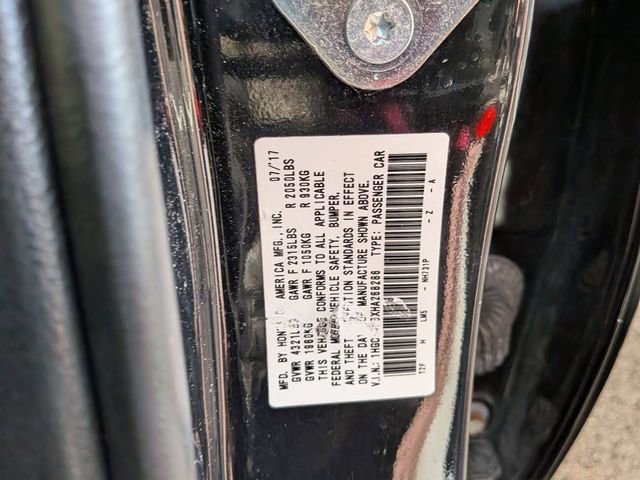 MFD. BY HONDA OF AMERICA MFG., INC. 07/'17
GVWR 4321LBS GAWR F 2315LBS R 2050LBS
GVWR 1960KG GAWR F 1050KG R 930KG
THIS VEHICLE CONFORMS TO ALL APPLICABLE
FEDERAL MOTOR VEHICLE SAFETY, BUMPER,
AND THEFT PREVENTION STANDARDS IN EFFECT
ON THE DATE OF MANUFACTURE SHOWN ABOVE.
V.I.N.: TYPE: PASSENGER CAR
T2F H LM5 - NH731P - Z - A